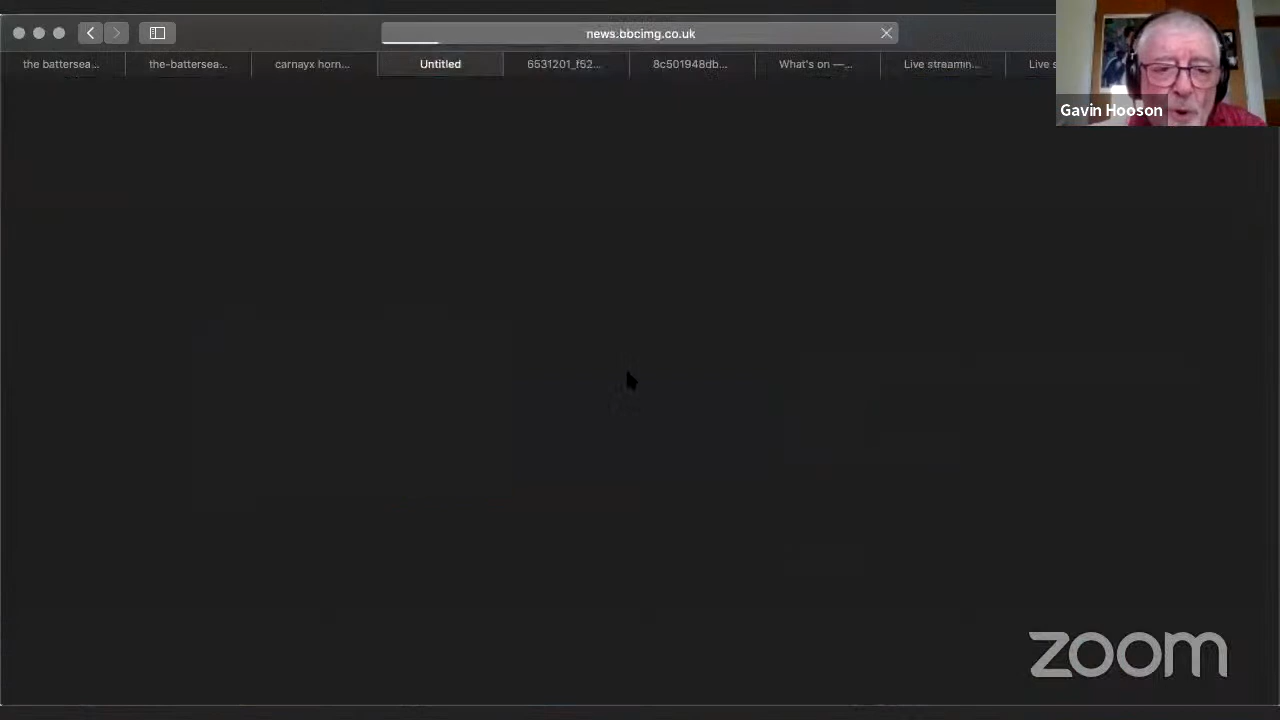 news.bbcimg.co.uk
the battersea...
the-battersea...
carnayx horn...
Untitled
6531201_f52...
8c501948db...
What's on —...
Live streamin...
Live s
Gavin Hooson
zoom